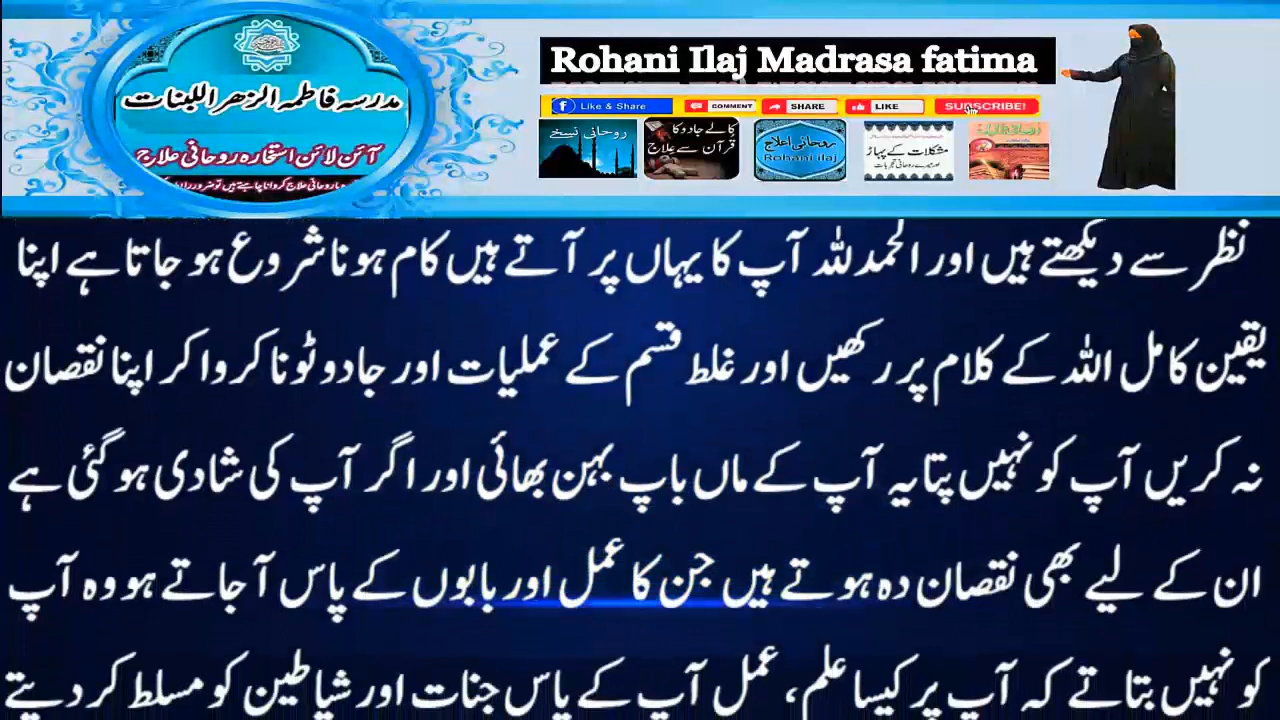 مدرسہ فاطمہ الزھراللبنات
آئن لائن استخارہ روحانی علاج
Rohani Ilaj Madrasa fatima
Like & Share
COMMENT
SHARE
LIKE
SUBSCRIBE!
روحانی نسخ
کالے جادو کا
قرآن سے علاج
روحانی علاج
Rohani ilaj
مشکلات کے پہاڑ
نظر سے دیکھتے ہیں اور الحمدللہ آپ کا یہاں پر آتے ہیں کام ہونا شروع ہو جاتا ہے اپنا
یقین کامل اللہ کے کلام پر رکھیں اور غلط قسم کے عملیات اور جادو ٹونا کروا کر اپنا نقصان
نہ کریں آپ کو نہیں پتا یہ آپ کے ماں باپ بہن بھائی اور اگر آپ کی شادی ہو گئی ہے
ان کے لیے بھی نقصان دہ ہوتے ہیں جن کا عمل اور بابوں کے پاس آ جاتے ہو وہ آپ
کو نہیں بتاتے کہ آپ پر کیسا علم، عمل آپ کے پاس جنات اور شیاطین کو مسلط کر دیتے